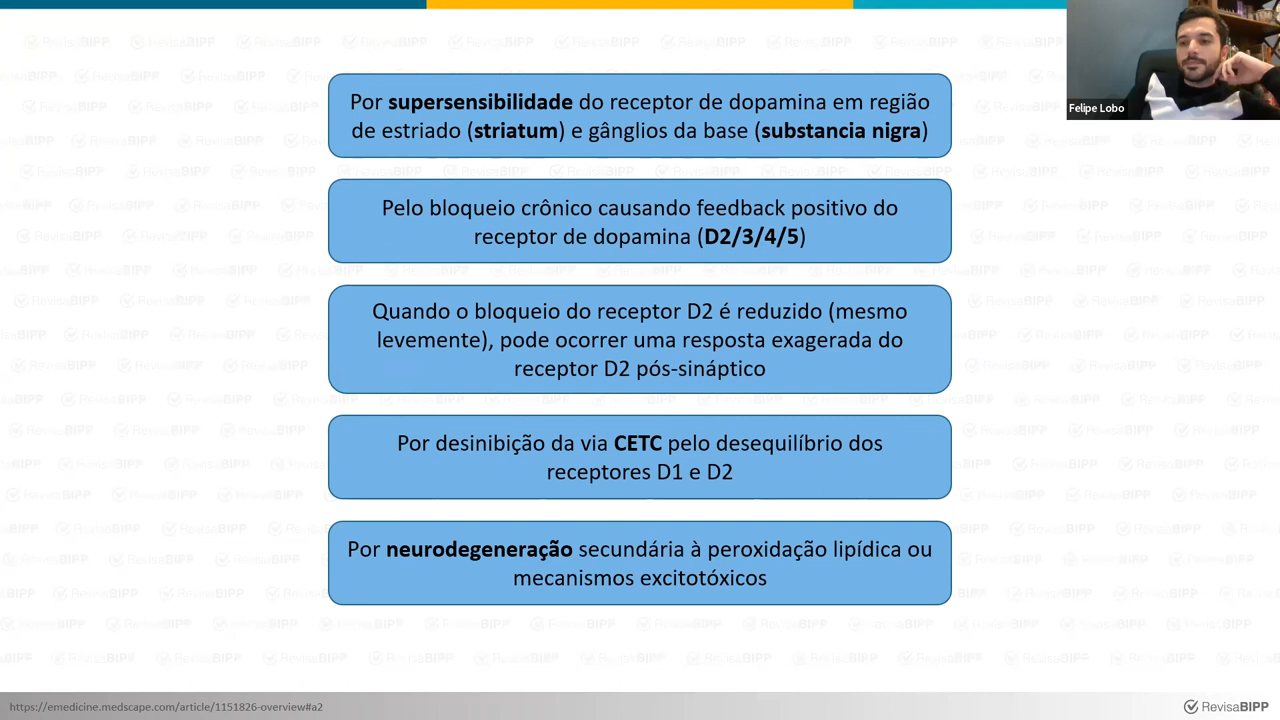 Por supersensibilidade do receptor de dopamina em região
de estriado (striatum) e gânglios da base (substancia nigra)
Pelo bloqueio crônico causando feedback positivo do
receptor de dopamina (D2/3/4/5)
Quando o bloqueio do receptor D2 é reduzido (mesmo
levemente), pode ocorrer uma resposta exagerada do
receptor D2 pós-sináptico
Por desinibição da via CETC pelo desequilíbrio dos
receptores D1 e D2
Por neurodegeneração secundária à peroxidação lipídica ou
mecanismos excitotóxicos
Felipe Lobo
https://emedicine.medscape.com/article/1151826-overview#a2
RevisaBIPP